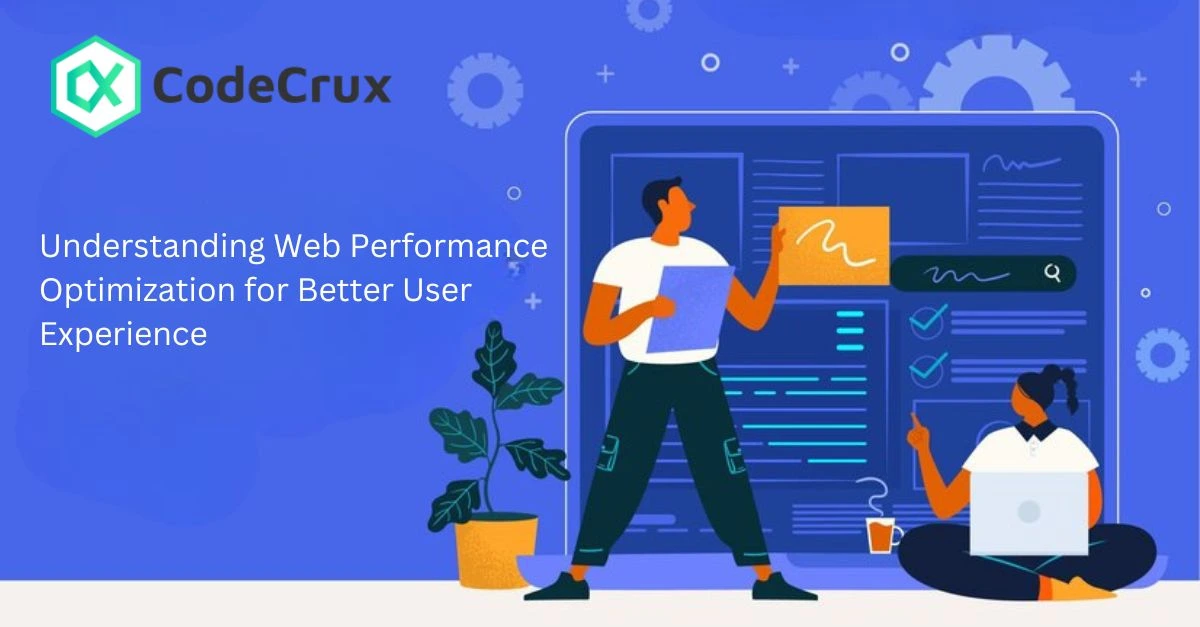 CodeCrux
Understanding Web Performance
Optimization for Better User
Experience